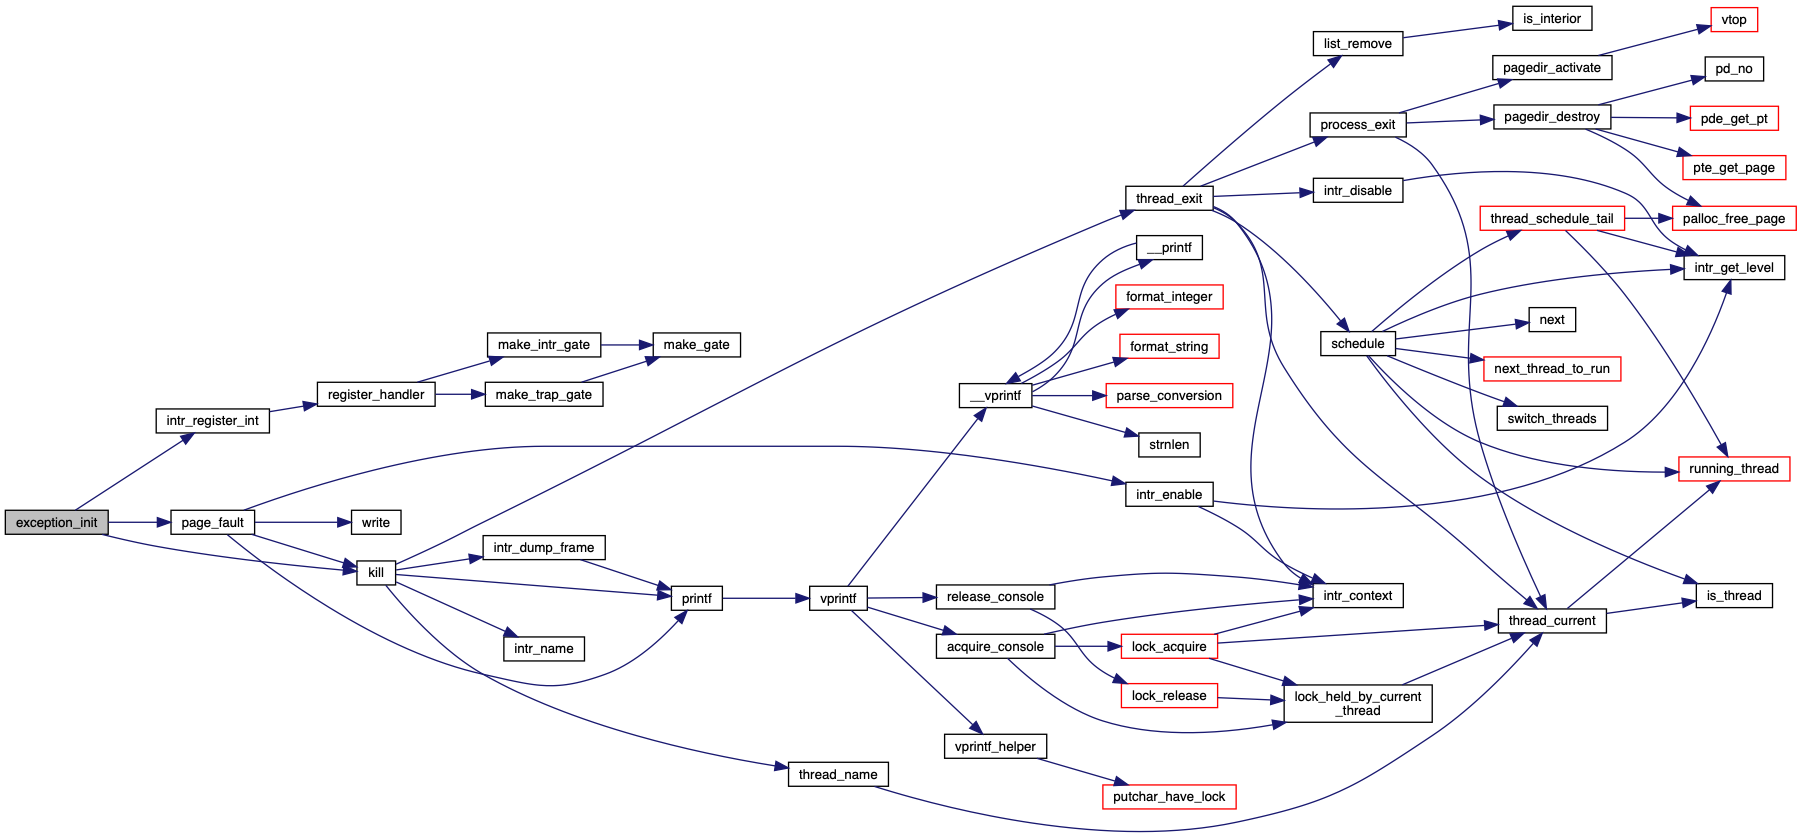 is_interior
vtop
list_remove
pagedir_activate
pd_no
process_exit
pagedir_destroy
pde_get_pt
pte_get_page
thread_exit
intr_disable
thread_schedule_tail
palloc_free_page
__printf
intr_get_level
format_integer
next
make_intr_gate
make_gate
format_string
schedule
next_thread_to_run
register_handler
make_trap_gate
__vprintf
parse_conversion
intr_register_int
switch_threads
strnlen
running_thread
intr_enable
exception_init
page_fault
write
intr_dump_frame
kill
printf
vprintf
release_console
intr_context
is_thread
thread_current
intr_name
acquire_console
lock_acquire
lock_release
lock_held_by_current
_thread
vprintf_helper
thread_name
putchar_have_lock